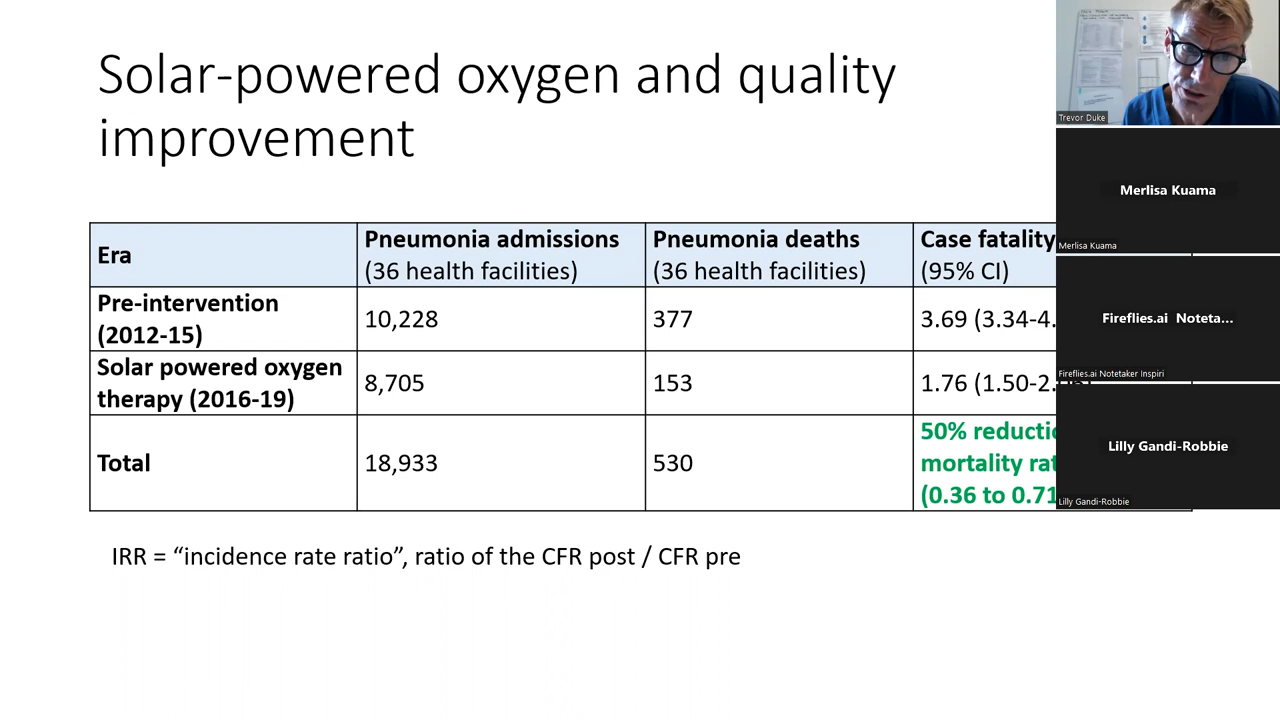 Solar-powered oxygen and quality
improvement
Era
Pneumonia admissions
(36 health facilities)
Pneumonia deaths
(36 health facilities)
Case fatality
(95% CI)
Pre-intervention
(2012-15)
10,228
377
3.69 (3.34-4.
Solar powered oxygen
therapy (2016-19)
8,705
153
1.76 (1.50-2.
Total
18,933
530
50% reducti
mortality rat
(0.36 to 0.71
IRR = “incidence rate ratio”, ratio of the CFR post / CFR pre
Trevor Duke
Merlisa Kuama
Merlisa Kuama
Fireflies.ai Noteta...
Fireflies.ai Notetaker Inspiri
Lilly Gandi-Robbie
Lilly Gandi-Robbie